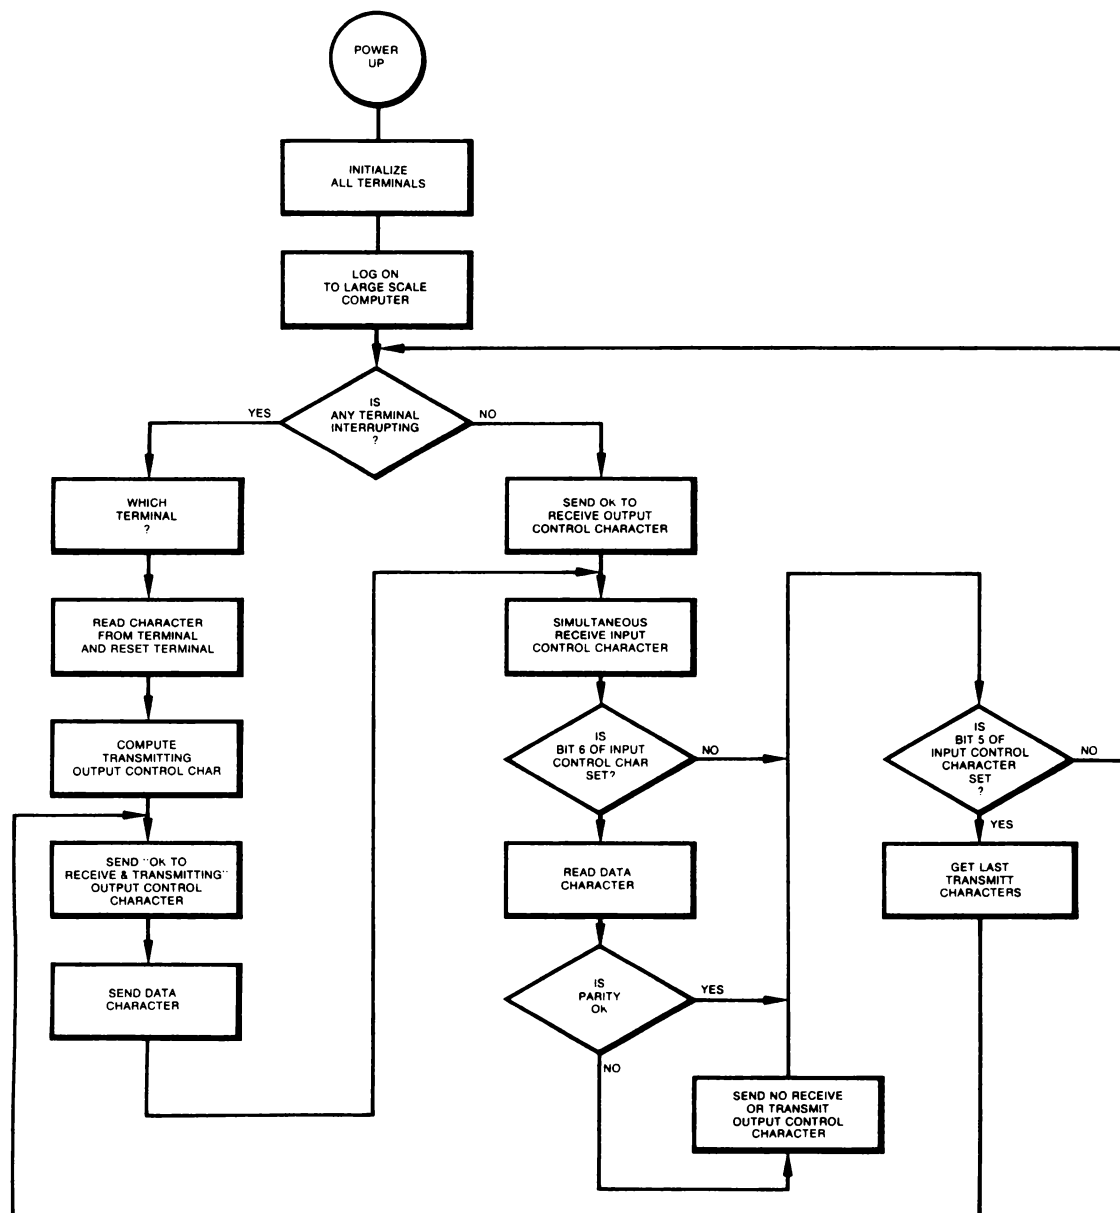 POWER
UP
INITIALIZE
ALL TERMINALS
LOG ON
TO LARGE SCALE
COMPUTER
IS
ANY TERMINAL
INTERRUPTING
?
YES
NO
WHICH
TERMINAL
?
READ CHARACTER
FROM TERMINAL
AND RESET TERMINAL
COMPUTE
TRANSMITTING
OUTPUT CONTROL CHAR
SEND "OK TO
RECEIVE & TRANSMITTING"
OUTPUT CONTROL
CHARACTER
SEND DATA
CHARACTER
SEND OK TO
RECEIVE OUTPUT
CONTROL CHARACTER
SIMULTANEOUS
RECEIVE INPUT
CONTROL CHARACTER
IS
BIT 6 OF INPUT
CONTROL CHAR
SET?
NO
READ DATA
CHARACTER
IS
PARITY
OK
YES
NO
SEND NO RECEIVE
OR TRANSMIT
OUTPUT CONTROL
CHARACTER
IS
BIT 5 OF
INPUT CONTROL
CHARACTER
SET
?
NO
YES
GET LAST
TRANSMITT
CHARACTERS